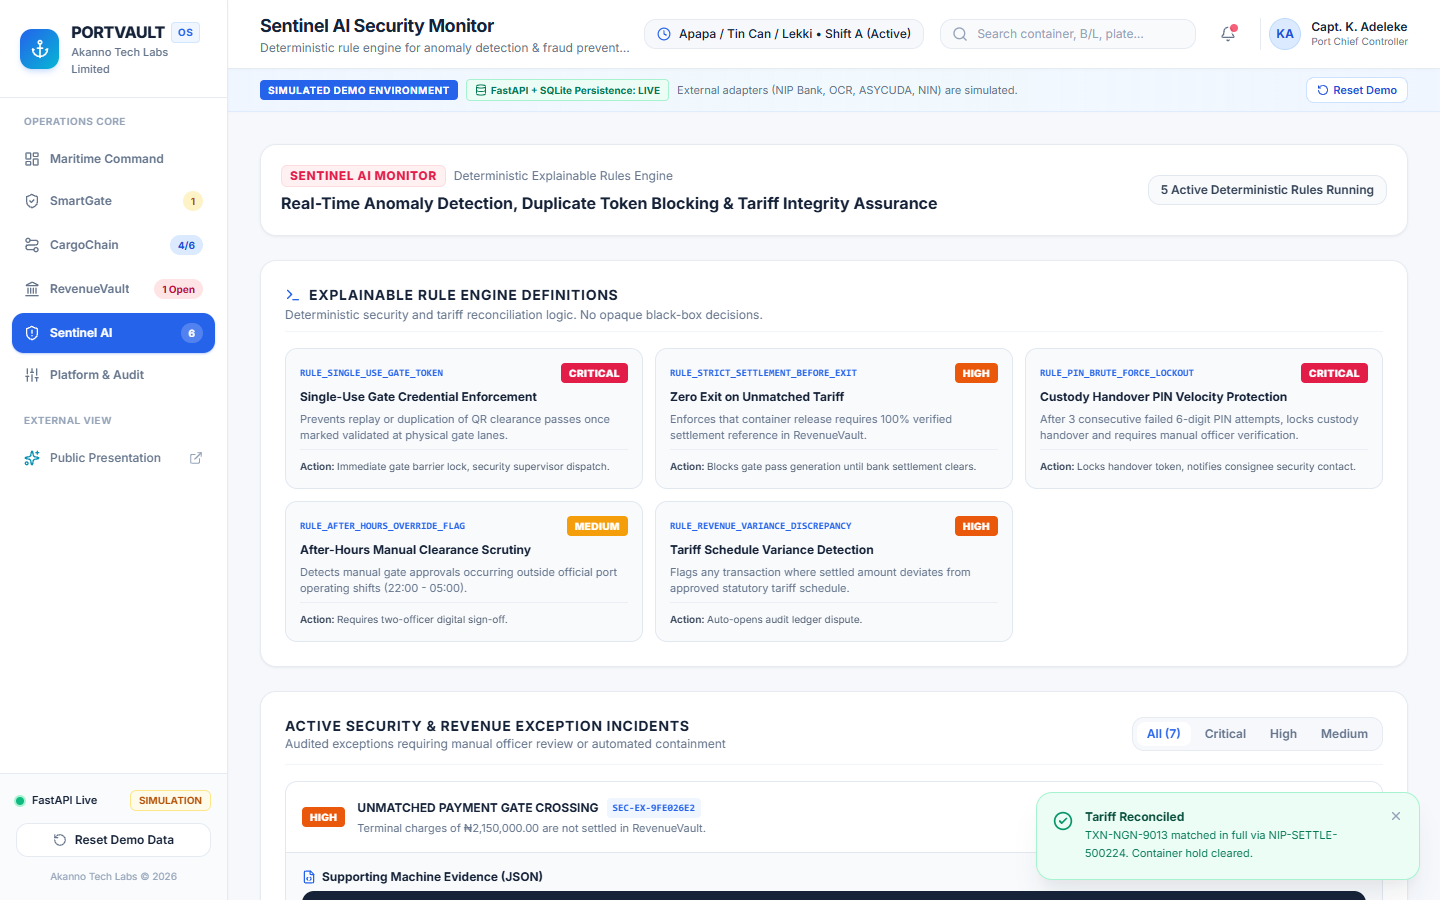 PORTVAULT OS
Akanno Tech Labs
Limited
OPERATIONS CORE
Maritime Command
SmartGate 1
CargoChain 4/6
RevenueVault 1 Open
Sentinel AI 6
Platform & Audit
EXTERNAL VIEW
Public Presentation
FastAPI Live SIMULATION
Reset Demo Data
Akanno Tech Labs © 2026
Sentinel AI Security Monitor
Deterministic rule engine for anomaly detection & fraud prevent...
Apapa / Tin Can / Lekki • Shift A (Active)
Search container, B/L, plate...
KA
Capt. K. Adeleke
Port Chief Controller
SIMULATED DEMO ENVIRONMENT
FastAPI + SQLite Persistence: LIVE
External adapters (NIP Bank, OCR, ASYCUDA, NIN) are simulated.
Reset Demo
SENTINEL AI MONITOR Deterministic Explainable Rules Engine
Real-Time Anomaly Detection, Duplicate Token Blocking & Tariff Integrity Assurance
5 Active Deterministic Rules Running
EXPLAINABLE RULE ENGINE DEFINITIONS
Deterministic security and tariff reconciliation logic. No opaque black-box decisions.
RULE_SINGLE_USE_GATE_TOKEN CRITICAL
Single-Use Gate Credential Enforcement
Prevents replay or duplication of QR clearance passes once
marked validated at physical gate lanes.
Action: Immediate gate barrier lock, security supervisor dispatch.
RULE_STRICT_SETTLEMENT_BEFORE_EXIT HIGH
Zero Exit on Unmatched Tariff
Enforces that container release requires 100% verified
settlement reference in RevenueVault.
Action: Blocks gate pass generation until bank settlement clears.
RULE_PIN_BRUTE_FORCE_LOCKOUT CRITICAL
Custody Handover PIN Velocity Protection
After 3 consecutive failed 6-digit PIN attempts, locks custody
handover and requires manual officer verification.
Action: Locks handover token, notifies consignee security contact.
RULE_AFTER_HOURS_OVERRIDE_FLAG MEDIUM
After-Hours Manual Clearance Scrutiny
Detects manual gate approvals occurring outside official port
operating shifts (22:00 - 05:00).
Action: Requires two-officer digital sign-off.
RULE_REVENUE_VARIANCE_DISCREPANCY HIGH
Tariff Schedule Variance Detection
Flags any transaction where settled amount deviates from
approved statutory tariff schedule.
Action: Auto-opens audit ledger dispute.
ACTIVE SECURITY & REVENUE EXCEPTION INCIDENTS
Audited exceptions requiring manual officer review or automated containment
All (7) Critical High Medium
HIGH
UNMATCHED PAYMENT GATE CROSSING SEC-EX-9FE026E2
Terminal charges of ₦2,150,000.00 are not settled in RevenueVault.
Supporting Machine Evidence (JSON)
Tariff Reconciled
TXN-NGN-9013 matched in full via NIP-SETTLE-
500224. Container hold cleared.